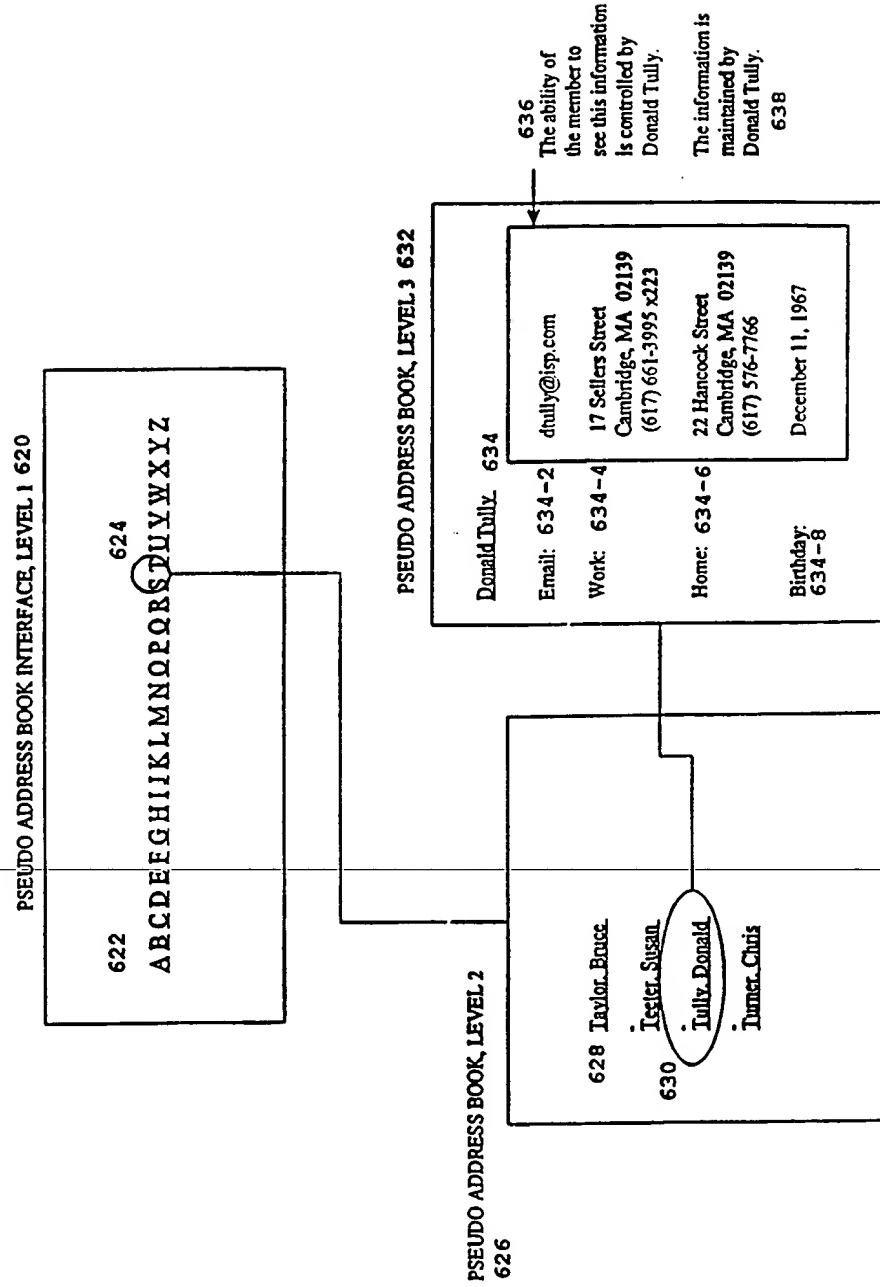 PSEUDO ADDRESS BOOK INTERFACE, LEVEL 1 620
622
624
A B C D E F G H I J K L M N O P Q R S T U V W X Y Z
PSEUDO ADDRESS BOOK, LEVEL 2
626
628 Taylor, Bruce
Teeter, Susan
630
Tully, Donald
Turner, Chris
PSEUDO ADDRESS BOOK, LEVEL 3 632
Donald Tully 634
Email: 634-2 dtully@isp.com
Work: 634-4 17 Sellers Street
Cambridge, MA 02139
(617) 661-3995 x223
Home: 634-6 22 Hancock Street
Cambridge, MA 02139
(617) 576-7766
Birthday: December 11, 1967
634-8
636
The ability of
the member to
see this information
is controlled by
Donald Tully.
The information is
maintained by
Donald Tully.
638